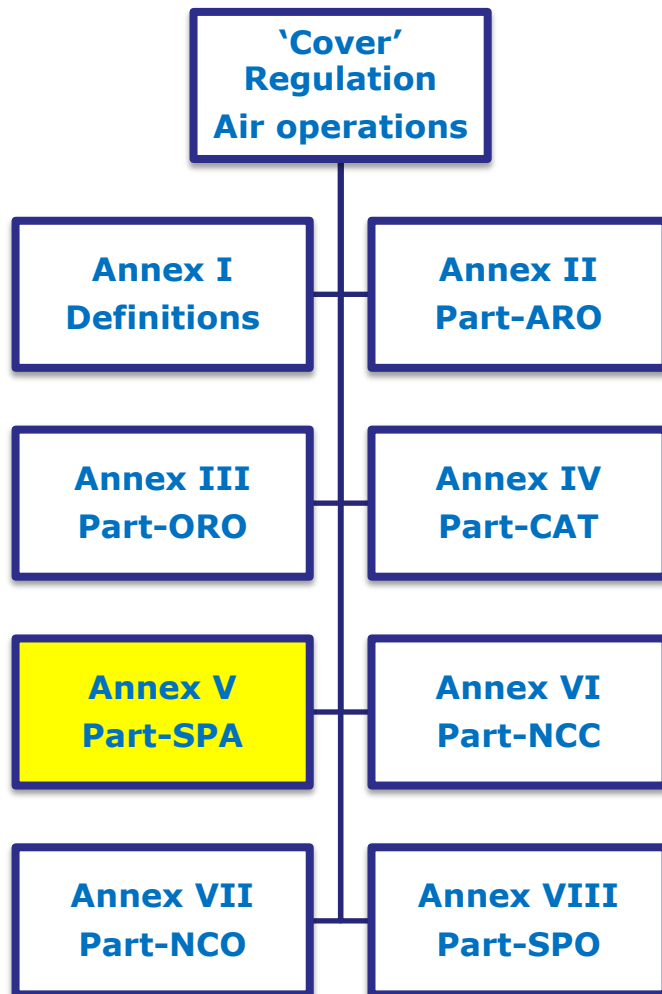 ‘Cover’
Regulation
Air operations
Annex I
Definitions
Annex II
Part-ARO
Annex III
Part-ORO
Annex IV
Part-CAT
Annex V
Part-SPA
Annex VI
Part-NCC
Annex VII
Part-NCO
Annex VIII
Part-SPO